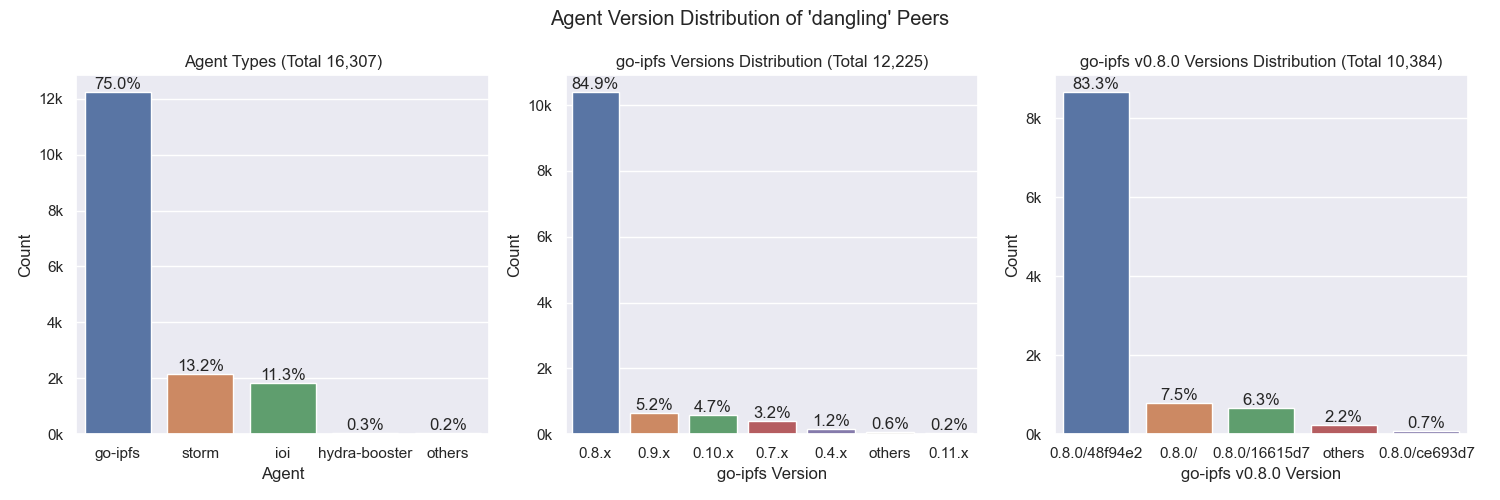 Agent Version Distribution of 'dangling' Peers
Agent Types (Total 16,307)
Count
12k
10k
8k
6k
4k
2k
0k
75.0%
13.2%
11.3%
0.3%
0.2%
go-ipfs
storm
ioi
hydra-booster
others
Agent
go-ipfs Versions Distribution (Total 12,225)
Count
10k
8k
6k
4k
2k
0k
84.9%
5.2%
4.7%
3.2%
1.2%
0.6%
0.2%
0.8.x
0.9.x
0.10.x
0.7.x
0.4.x
others
0.11.x
go-ipfs Version
go-ipfs v0.8.0 Versions Distribution (Total 10,384)
Count
8k
6k
4k
2k
0k
83.3%
7.5%
6.3%
2.2%
0.7%
0.8.0/48f94e2
0.8.0/
0.8.0/16615d7
others
0.8.0/ce693d7
go-ipfs v0.8.0 Version